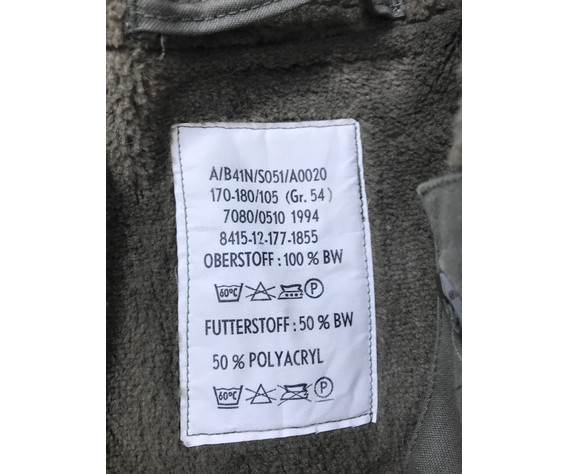 A/B41N/S051/A0020
170-180/105 (Gr. 54)
7080/0510 1994
8415-12-177-1855
OBERSTOFF: 100 % BW
60°C P
FUTTERSTOFF: 50 % BW
50 % POLYACRYL
60°C P